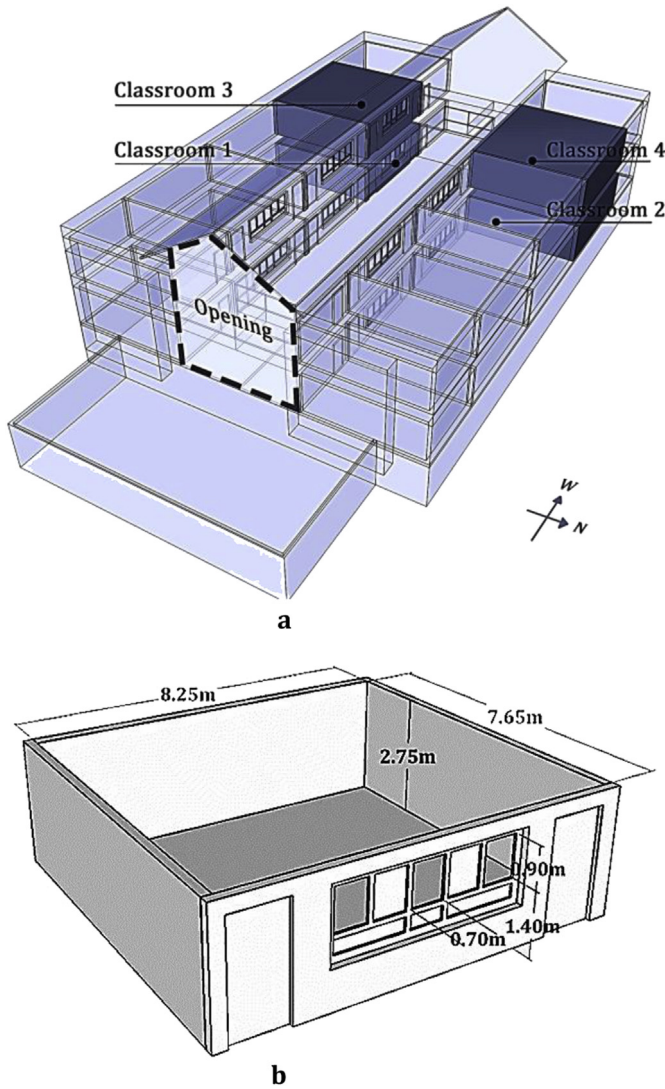 Classroom 3
Classroom 1
Classroom 4
Classroom 2
Opening
W
N
a
8.25m
7.65m
2.75m
0.90m
1.40m
0.70m
b